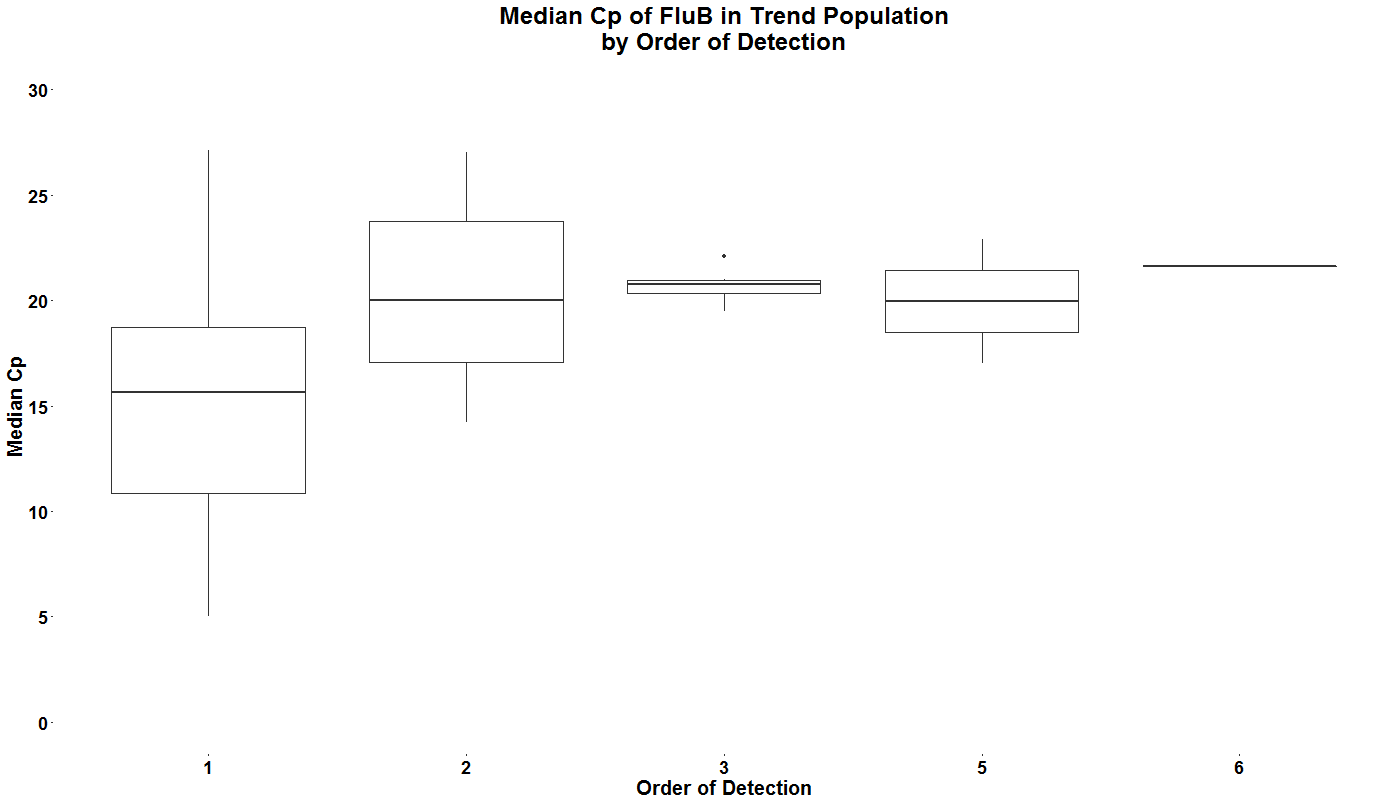 Median Cp of FluB in Trend Population
by Order of Detection
30
25
20
15
10
5
0
Median Cp
1 2 3 5 6
Order of Detection